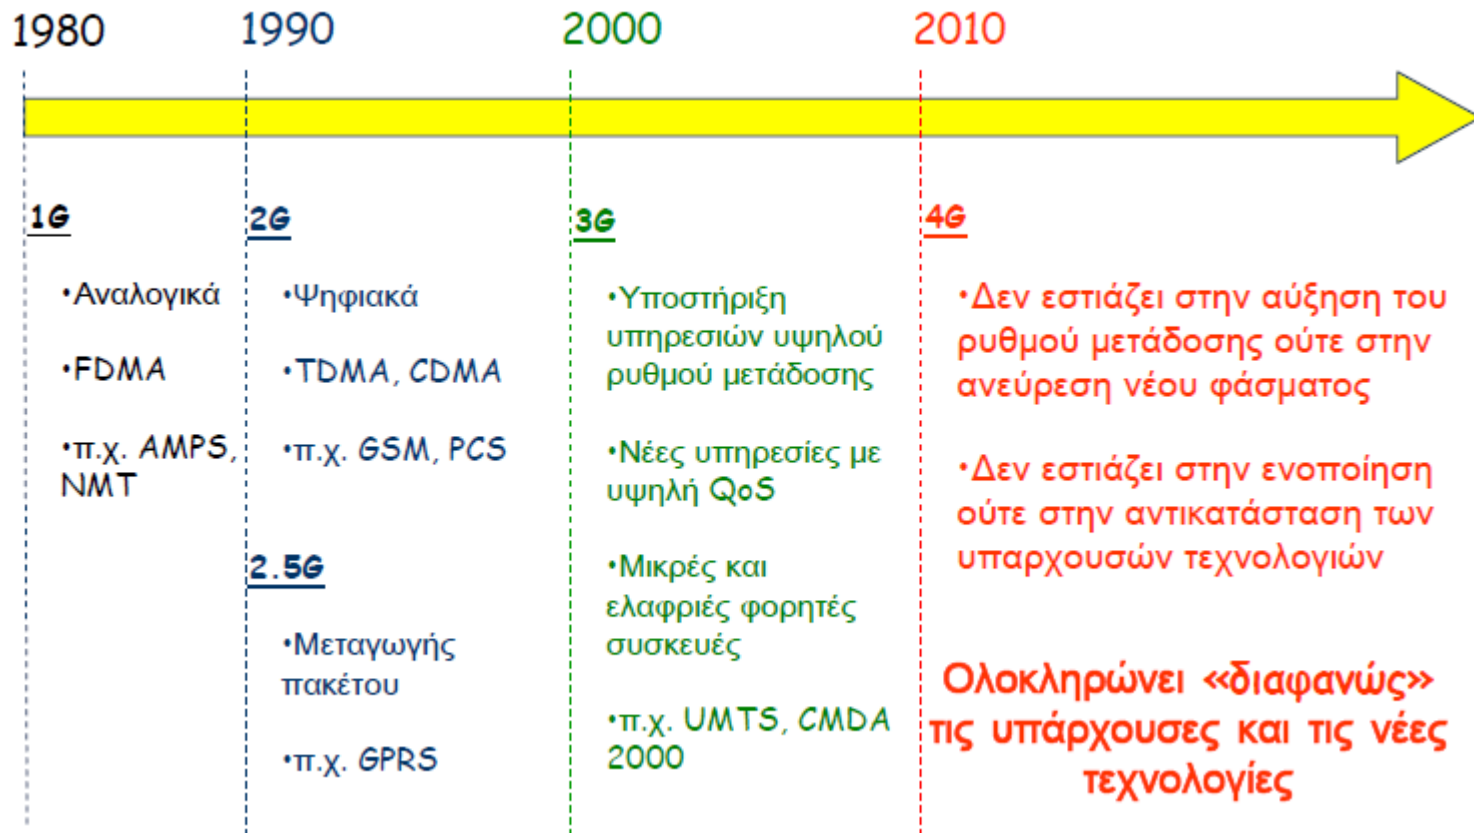 1980
1990
2000
2010
1G
•Αναλογικά
•FDMA
•π.χ. AMPS,
NMT
2G
•Ψηφιακά
•TDMA, CDMA
•π.χ. GSM, PCS
2.5G
•Μεταγωγής
πακέτου
•π.χ. GPRS
3G
•Υποστήριξη
υπηρεσιών υψηλού
ρυθμού μετάδοσης
•Νέες υπηρεσίες με
υψηλή QoS
•Μικρές και
ελαφριές φορητές
συσκευές
•π.χ. UMTS, CMDA
2000
4G
•Δεν εστιάζει στην αύξηση του
ρυθμού μετάδοσης ούτε στην
ανεύρεση νέου φάσματος
•Δεν εστιάζει στην ενοποίηση
ούτε στην αντικατάσταση των
υπαρχουσών τεχνολογιών
Ολοκληρώνει «διαφανώς»
τις υπάρχουσες και τις νέες
τεχνολογίες